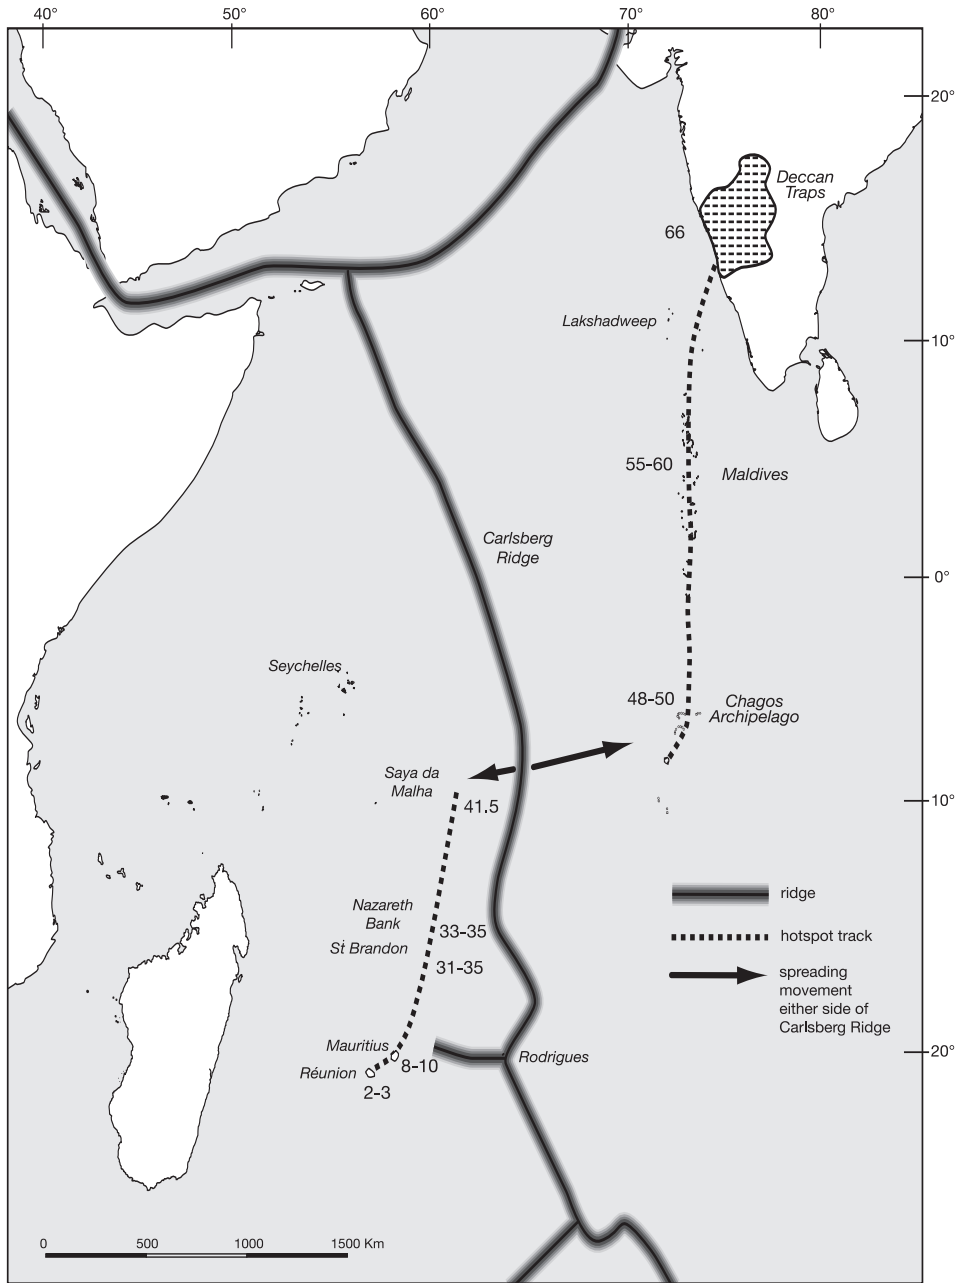 40°
50°
60°
70°
80°
20°
Deccan
Traps
66
Lakshadweep
10°
55-60
Maldives
Carlsberg
Ridge
0°
Seychelles
48-50
Chagos
Archipelago
Saya da
Malha
41.5
10°
ridge
Nazareth
Bank
33-35
hotspot track
St Brandon
31-35
spreading
movement
either side of
Carlsberg Ridge
Mauritius
8-10
Rodrigues
20°
Réunion
2-3
0 500 1000 1500 Km